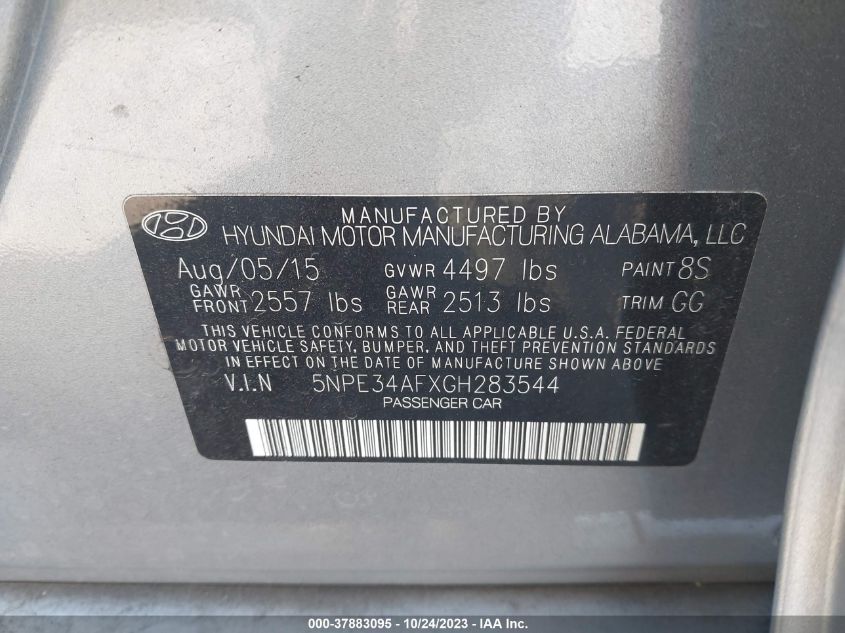 MANUFACTURED BY
HYUNDAI MOTOR MANUFACTURING ALABAMA, LLC
Aug/05/15 GVWR 4497 lbs PAINT 8S
GAWR FRONT 2557 lbs GAWR REAR 2513 lbs TRIM GG
THIS VEHICLE CONFORMS TO ALL APPLICABLE U.S.A. FEDERAL
MOTOR VEHICLE SAFETY, BUMPER, AND THEFT PREVENTION STANDARDS
IN EFFECT ON THE DATE OF MANUFACTURE SHOWN ABOVE
V.I.N 5NPE34AFXGH283544
PASSENGER CAR
000-37883095 - 10/24/2023 - IAA Inc.